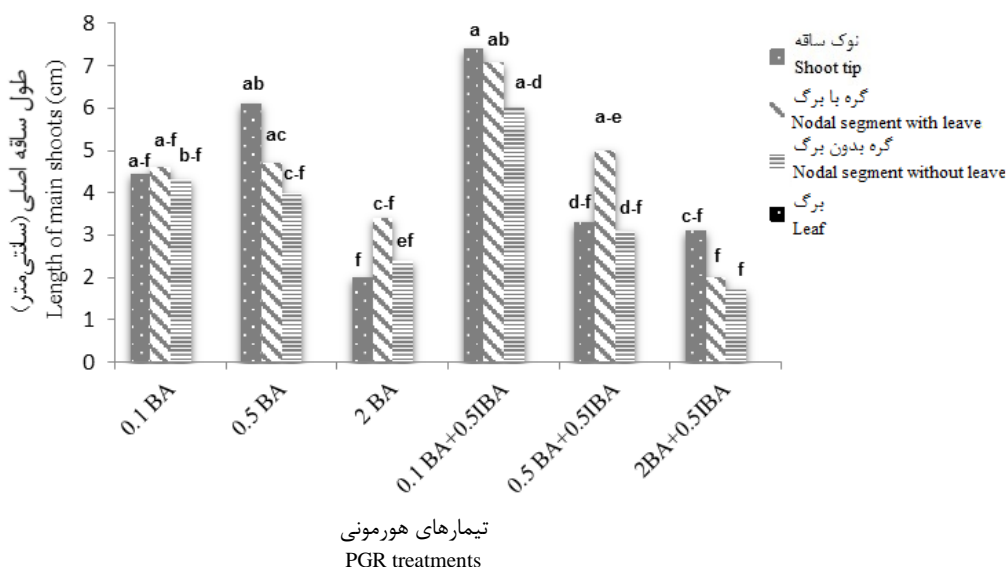 طول ساقه اصلی (سانتی‌متر)
Length of main shoots (cm)
8
7
6
5
4
3
2
1
0
a-f
a-f
b-f
ab
ac
c-f
f
c-f
ef
a
ab
a-d
d-f
a-e
d-f
c-f
f
f
0.1 BA
0.5 BA
2 BA
0.1 BA+0.5IBA
0.5 BA+0.5IBA
2BA+0.5IBA
تیمارهای هورمونی
PGR treatments
نوک ساقه
Shoot tip
گره با برگ
Nodal segment with leave
گره بدون برگ
Nodal segment without leave
برگ
Leaf